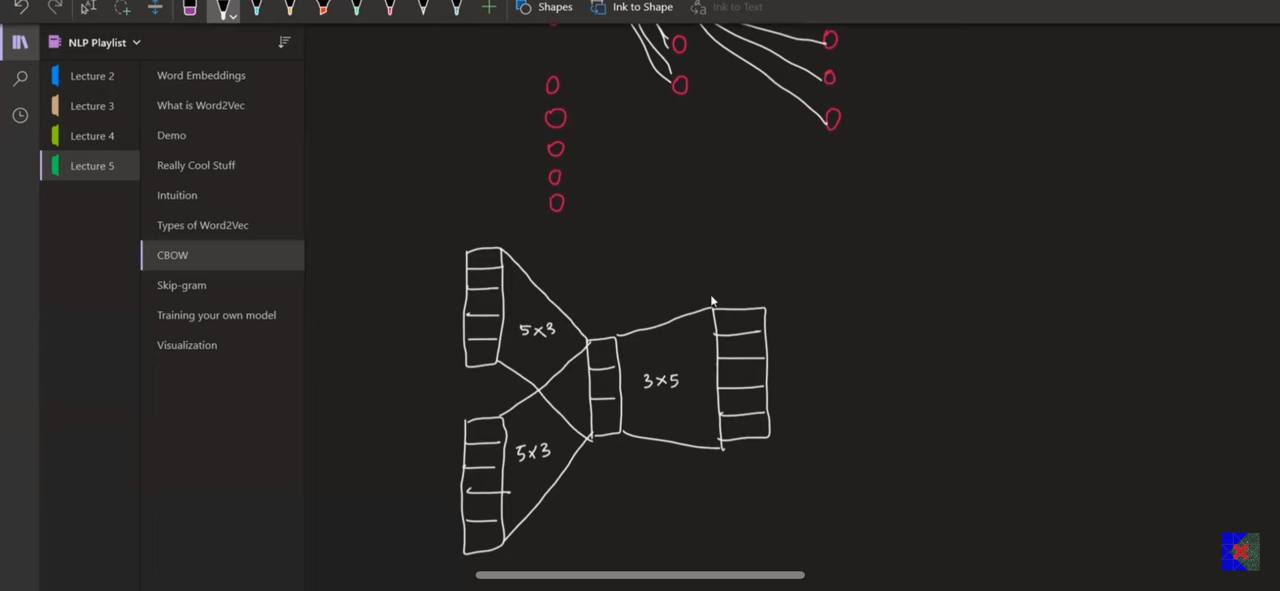 Shapes
Ink to Shape
Ink to Text
NLP Playlist
Lecture 2
Lecture 3
Lecture 4
Lecture 5
Word Embeddings
What is Word2Vec
Demo
Really Cool Stuff
Intuition
Types of Word2Vec
CBOW
Skip-gram
Training your own model
Visualization
5×3
3×5
5×3